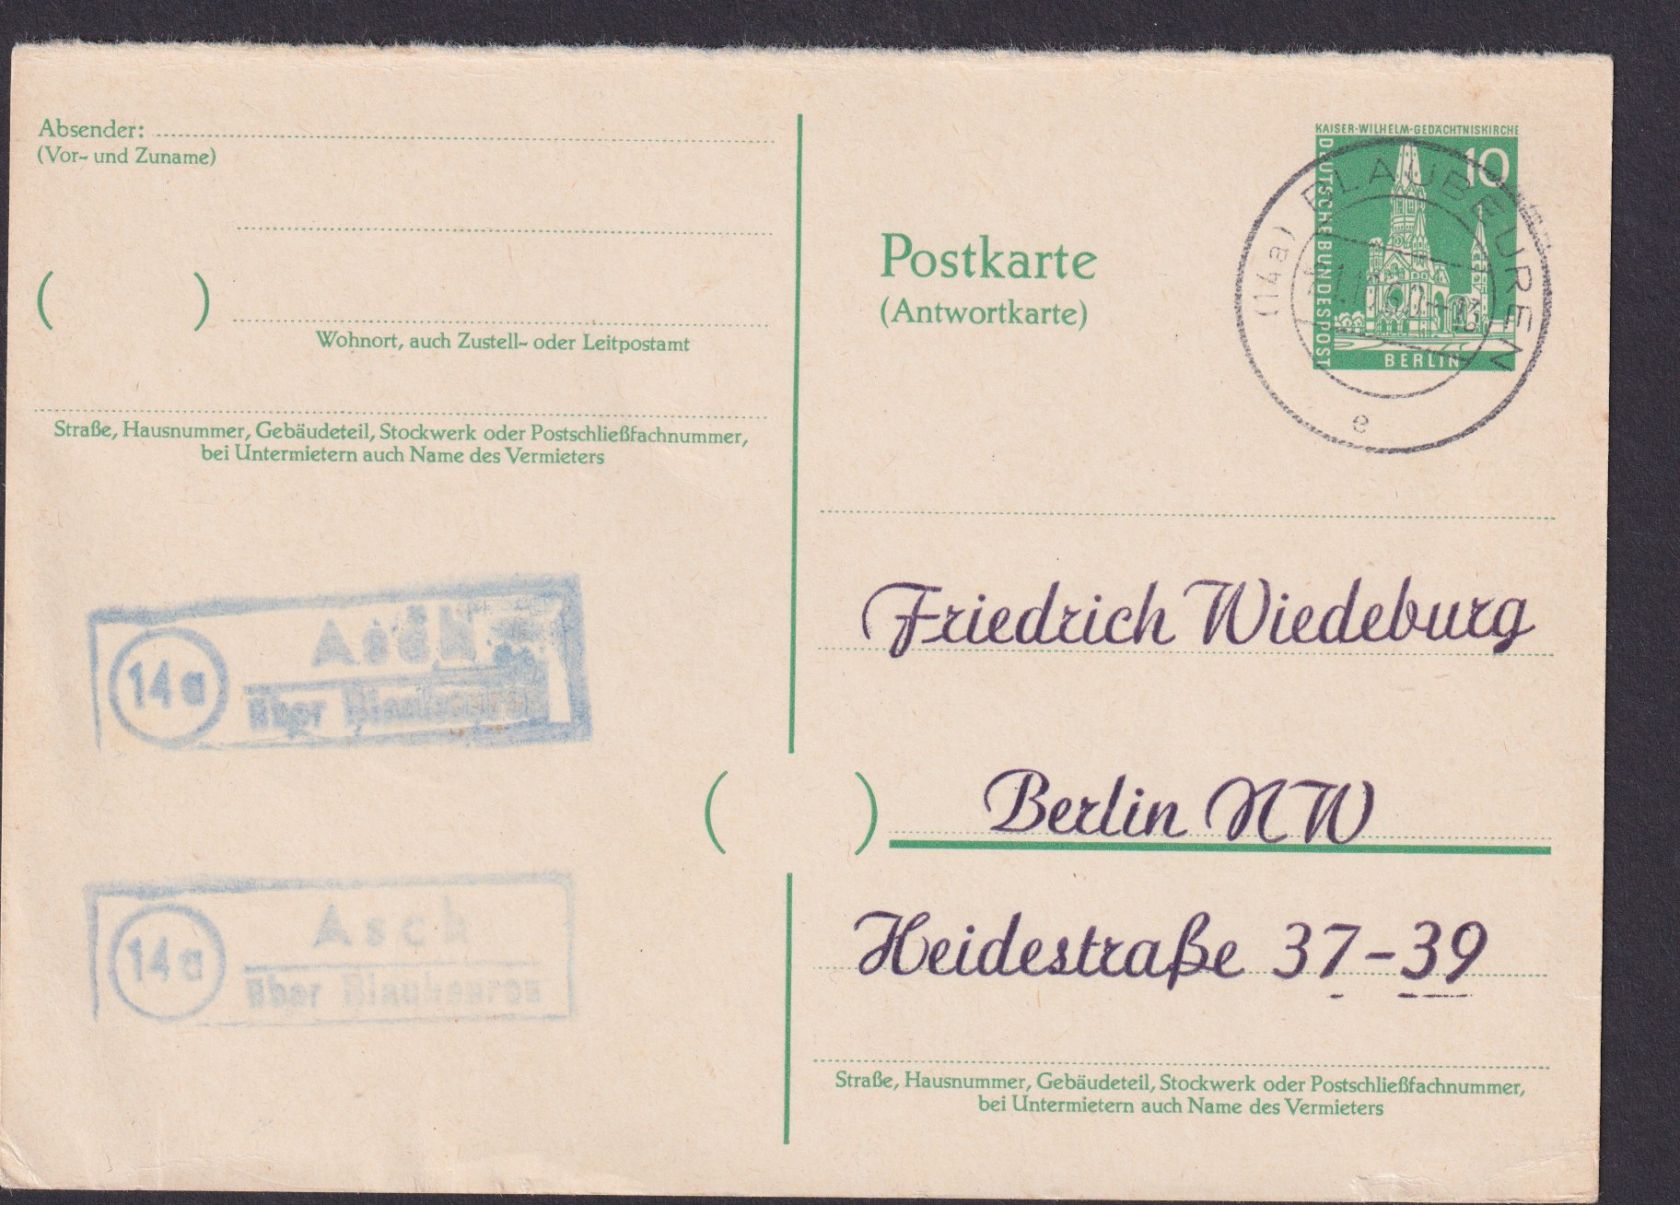 Absender:
(Vor- und Zuname)
( )
Wohnort, auch Zustell- oder Leitpostamt
Straße, Hausnummer, Gebäudeteil, Stockwerk oder Postschließfachnummer,
bei Untermietern auch Name des Vermieters
14a
Asch
über Blaubeuren
14a
Asch
über Blaubeuren
Postkarte
(Antwortkarte)
KAISER-WILHELM-GEDÄCHTNISKIRCHE
10
DEUTSCHE BUNDESPOST
BERLIN
(14a) BLAUBEUREN
e
Friedrich Wiedeburg
( ) Berlin NW
Heidestraße 37-39
Straße, Hausnummer, Gebäudeteil, Stockwerk oder Postschließfachnummer,
bei Untermietern auch Name des Vermieters